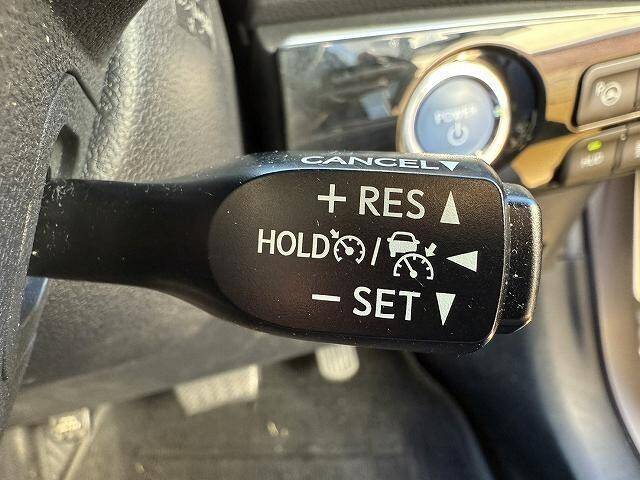 POWER
CANCEL▼
+ RES ▲
HOLD / ◀
− SET ▼